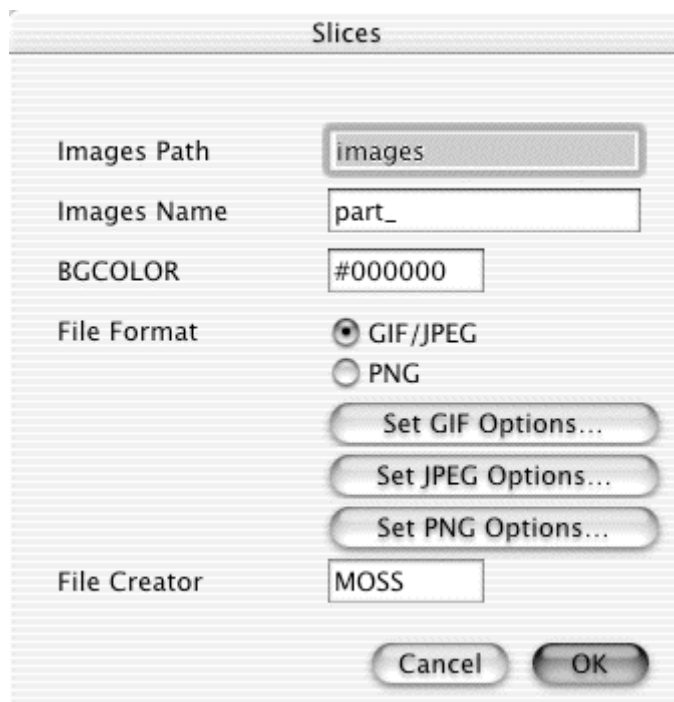 Slices
Images Path images
Images Name part_
BGCOLOR #000000
File Format GIF/JPEG
PNG
Set GIF Options...
Set JPEG Options...
Set PNG Options...
File Creator MOSS
Cancel OK